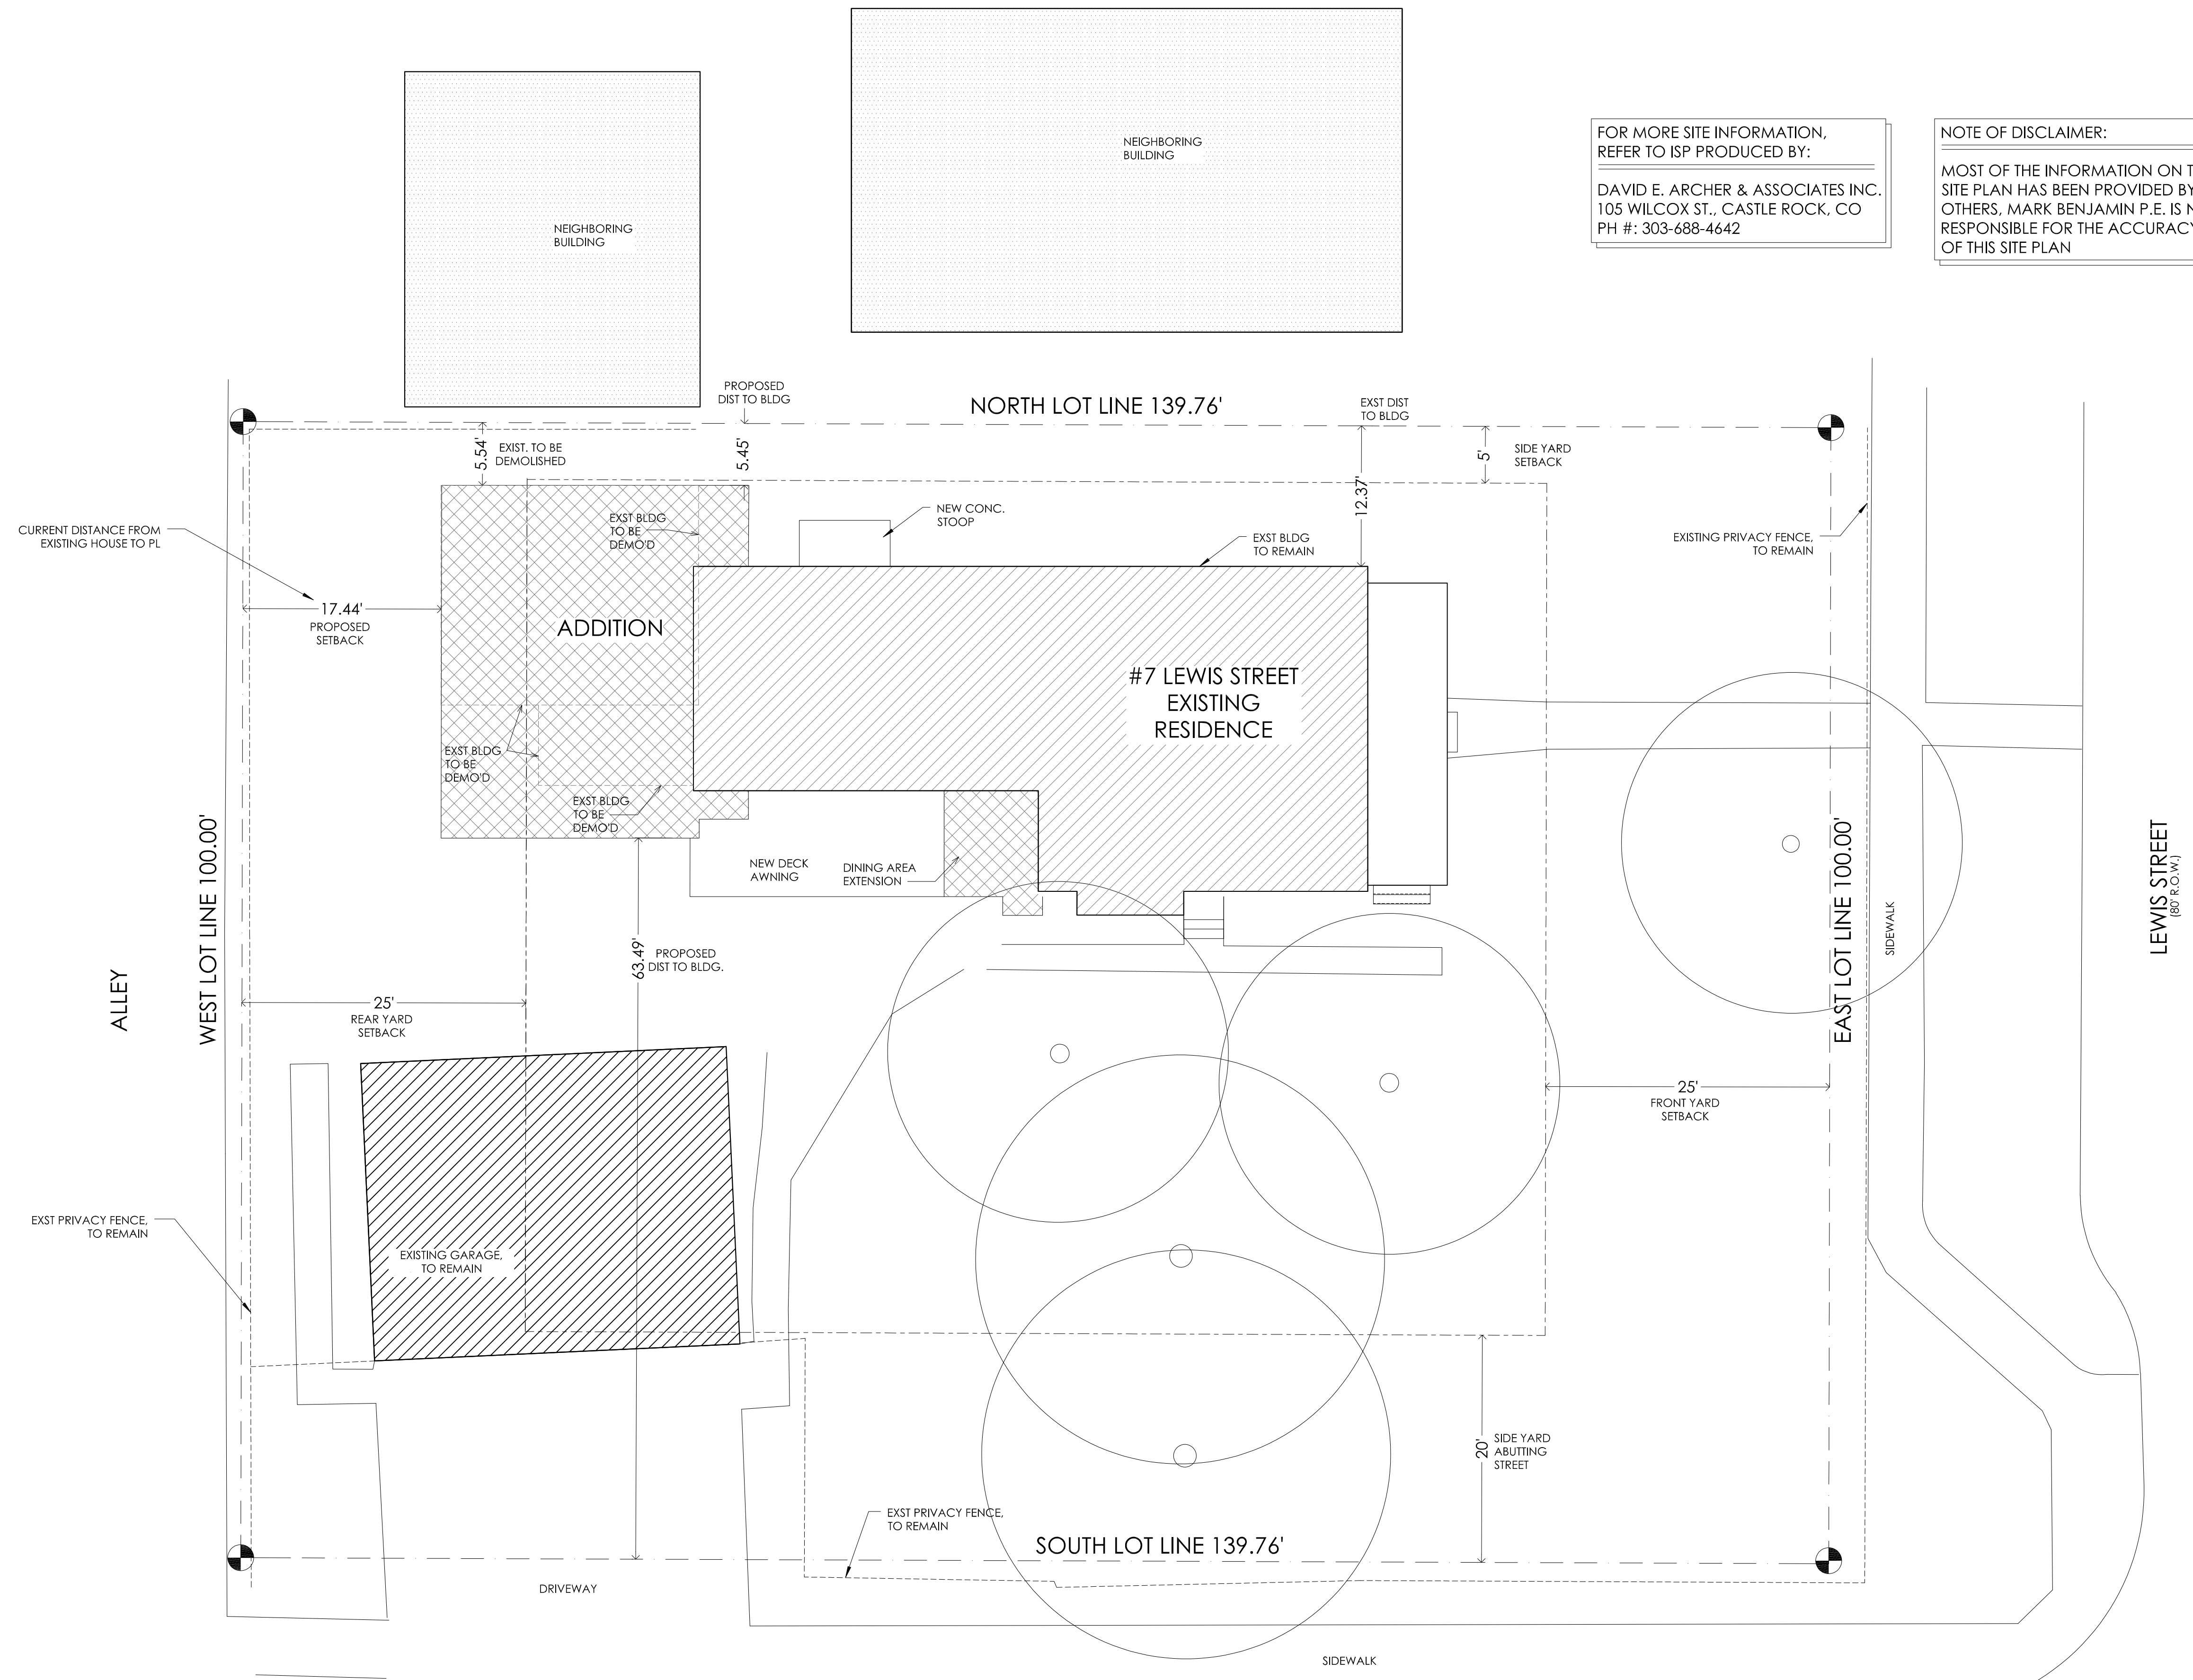 NEIGHBORING
BUILDING
NEIGHBORING
BUILDING
FOR MORE SITE INFORMATION,
REFER TO ISP PRODUCED BY:
DAVID E. ARCHER & ASSOCIATES INC.
105 WILCOX ST., CASTLE ROCK, CO
PH #: 303-688-4642
NOTE OF DISCLAIMER:
MOST OF THE INFORMATION ON
SITE PLAN HAS BEEN PROVIDED BY
OTHERS, MARK BENJAMIN P.E. IS
RESPONSIBLE FOR THE ACCURACY
OF THIS SITE PLAN
PROPOSED
DIST TO BLDG
NORTH LOT LINE 139.76'
EXST DIST
TO BLDG
5.54'
EXIST. TO BE
DEMOLISHED
5.45'
12.37'
5'
SIDE YARD
SETBACK
CURRENT DISTANCE FROM
EXISTING HOUSE TO PL
EXST BLDG
TO BE
DEMO'D
NEW CONC.
STOOP
EXST BLDG
TO REMAIN
EXISTING PRIVACY FENCE,
TO REMAIN
17.44'
PROPOSED
SETBACK
ADDITION
#7 LEWIS STREET
EXISTING
RESIDENCE
EXST BLDG
TO BE
DEMO'D
EXST BLDG
TO BE
DEMO'D
NEW DECK
AWNING
DINING AREA
EXTENSION
ALLEY
WEST LOT LINE 100.00'
63.49'
PROPOSED
DIST TO BLDG.
25'
REAR YARD
SETBACK
EAST LOT LINE 100.00'
SIDEWALK
LEWIS STREET
(80' R.O.W.)
25'
FRONT YARD
SETBACK
EXST PRIVACY FENCE,
TO REMAIN
EXISTING GARAGE,
TO REMAIN
20'
SIDE YARD
ABUTTING
STREET
EXST PRIVACY FENCE,
TO REMAIN
SOUTH LOT LINE 139.76'
DRIVEWAY
SIDEWALK